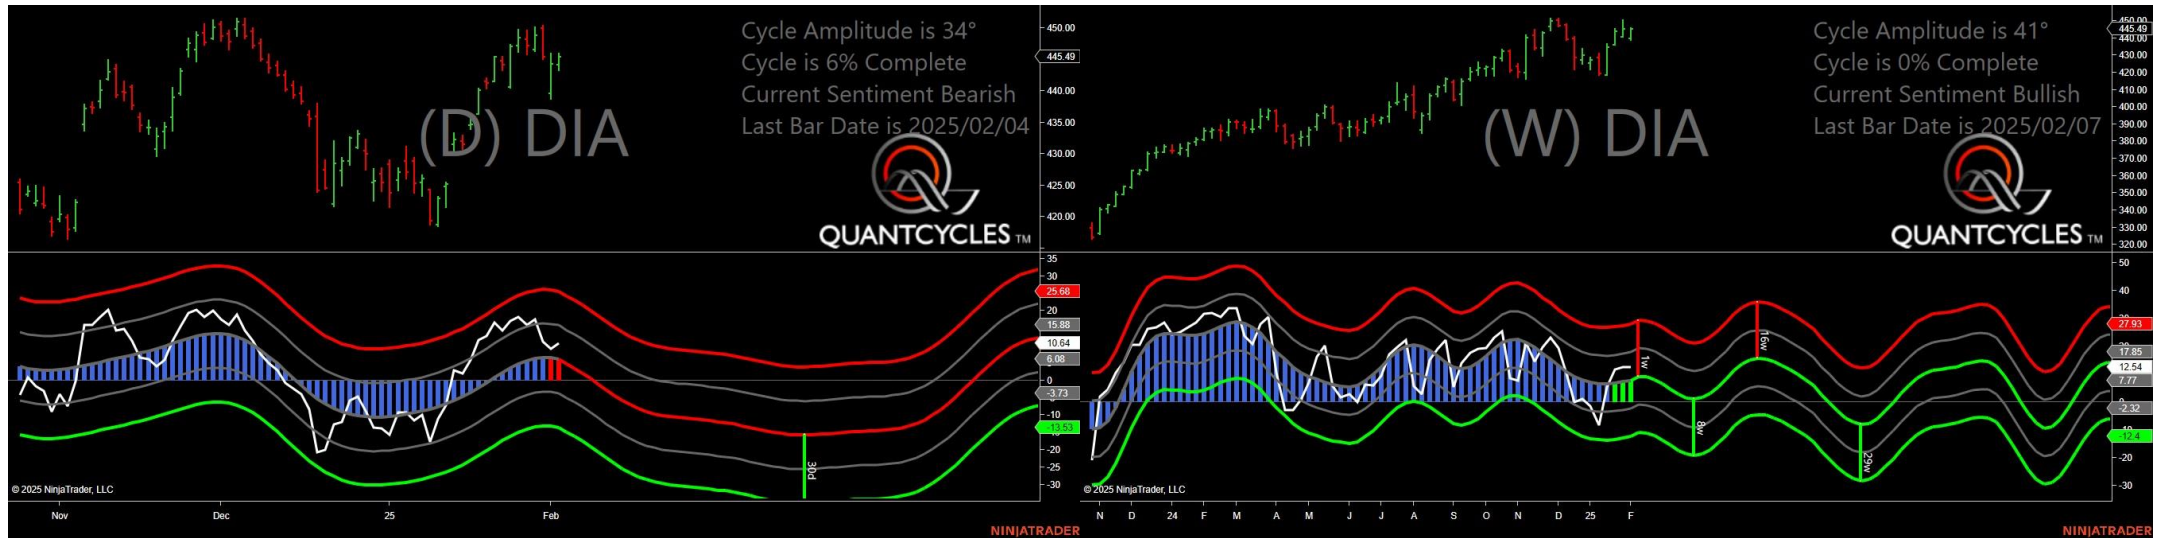 Cycle Amplitude is 34°
Cycle is 6% Complete
Current Sentiment Bearish
Last Bar Date is 2025/02/04
(D) DIA
QUANTCYCLES TM
450.00
445.49
440.00
435.00
430.00
425.00
420.00
35
30
25.68
20
15.88
10.64
6.08
0
-3.73
-10
-13.53
-20
-25
-30
30d
© 2025 NinjaTrader, LLC
Nov
Dec
25
Feb
NINJATRADER
Cycle Amplitude is 41°
Cycle is 0% Complete
Current Sentiment Bullish
Last Bar Date is 2025/02/07
(W) DIA
QUANTCYCLES TM
450.00
445.49
440.00
430.00
420.00
410.00
400.00
390.00
380.00
370.00
360.00
350.00
340.00
330.00
320.00
50
40
27.93
17.85
12.54
7.77
-2.32
-12.4
-20
-30
1w
8w
16w
29w
© 2025 NinjaTrader, LLC
N D 24 F M A M J J A S O N D 25 F
NINJATRADER